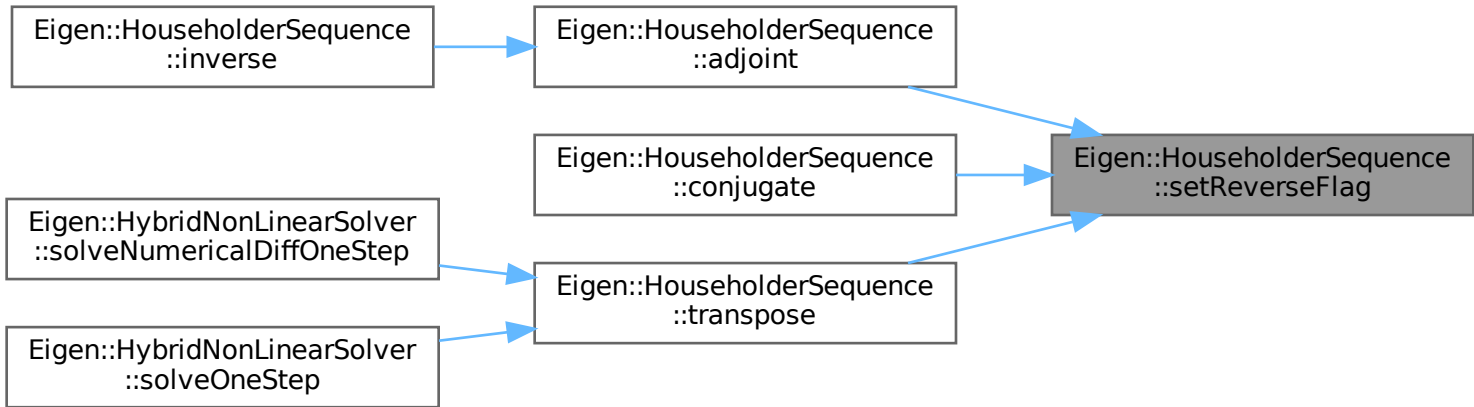 Eigen::HouseholderSequence
::inverse
Eigen::HouseholderSequence
::adjoint
Eigen::HouseholderSequence
::conjugate
Eigen::HouseholderSequence
::setReverseFlag
Eigen::HybridNonLinearSolver
::solveNumericalDiffOneStep
Eigen::HouseholderSequence
::transpose
Eigen::HybridNonLinearSolver
::solveOneStep